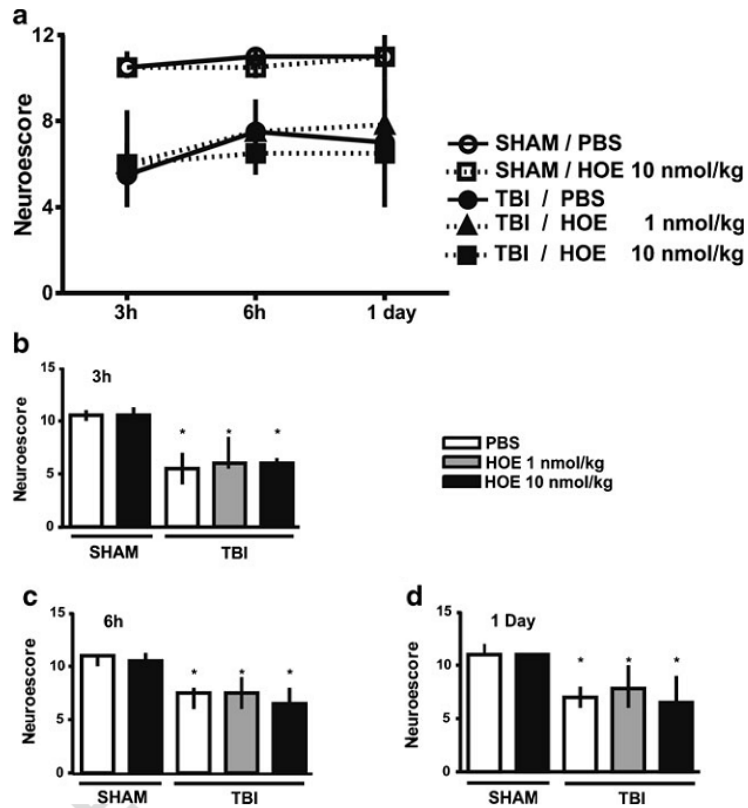 a
12
8
4
0
Neuroescore
3h
6h
1 day
SHAM / PBS
SHAM / HOE 10 nmol/kg
TBI / PBS
TBI / HOE 1 nmol/kg
TBI / HOE 10 nmol/kg
b
15
10
5
0
Neuroescore
3h
* * *
SHAM
TBI
PBS
HOE 1 nmol/kg
HOE 10 nmol/kg
c
15
10
5
0
Neuroescore
6h
* * *
SHAM
TBI
d
15
10
5
0
Neuroescore
1 Day
* * *
SHAM
TBI